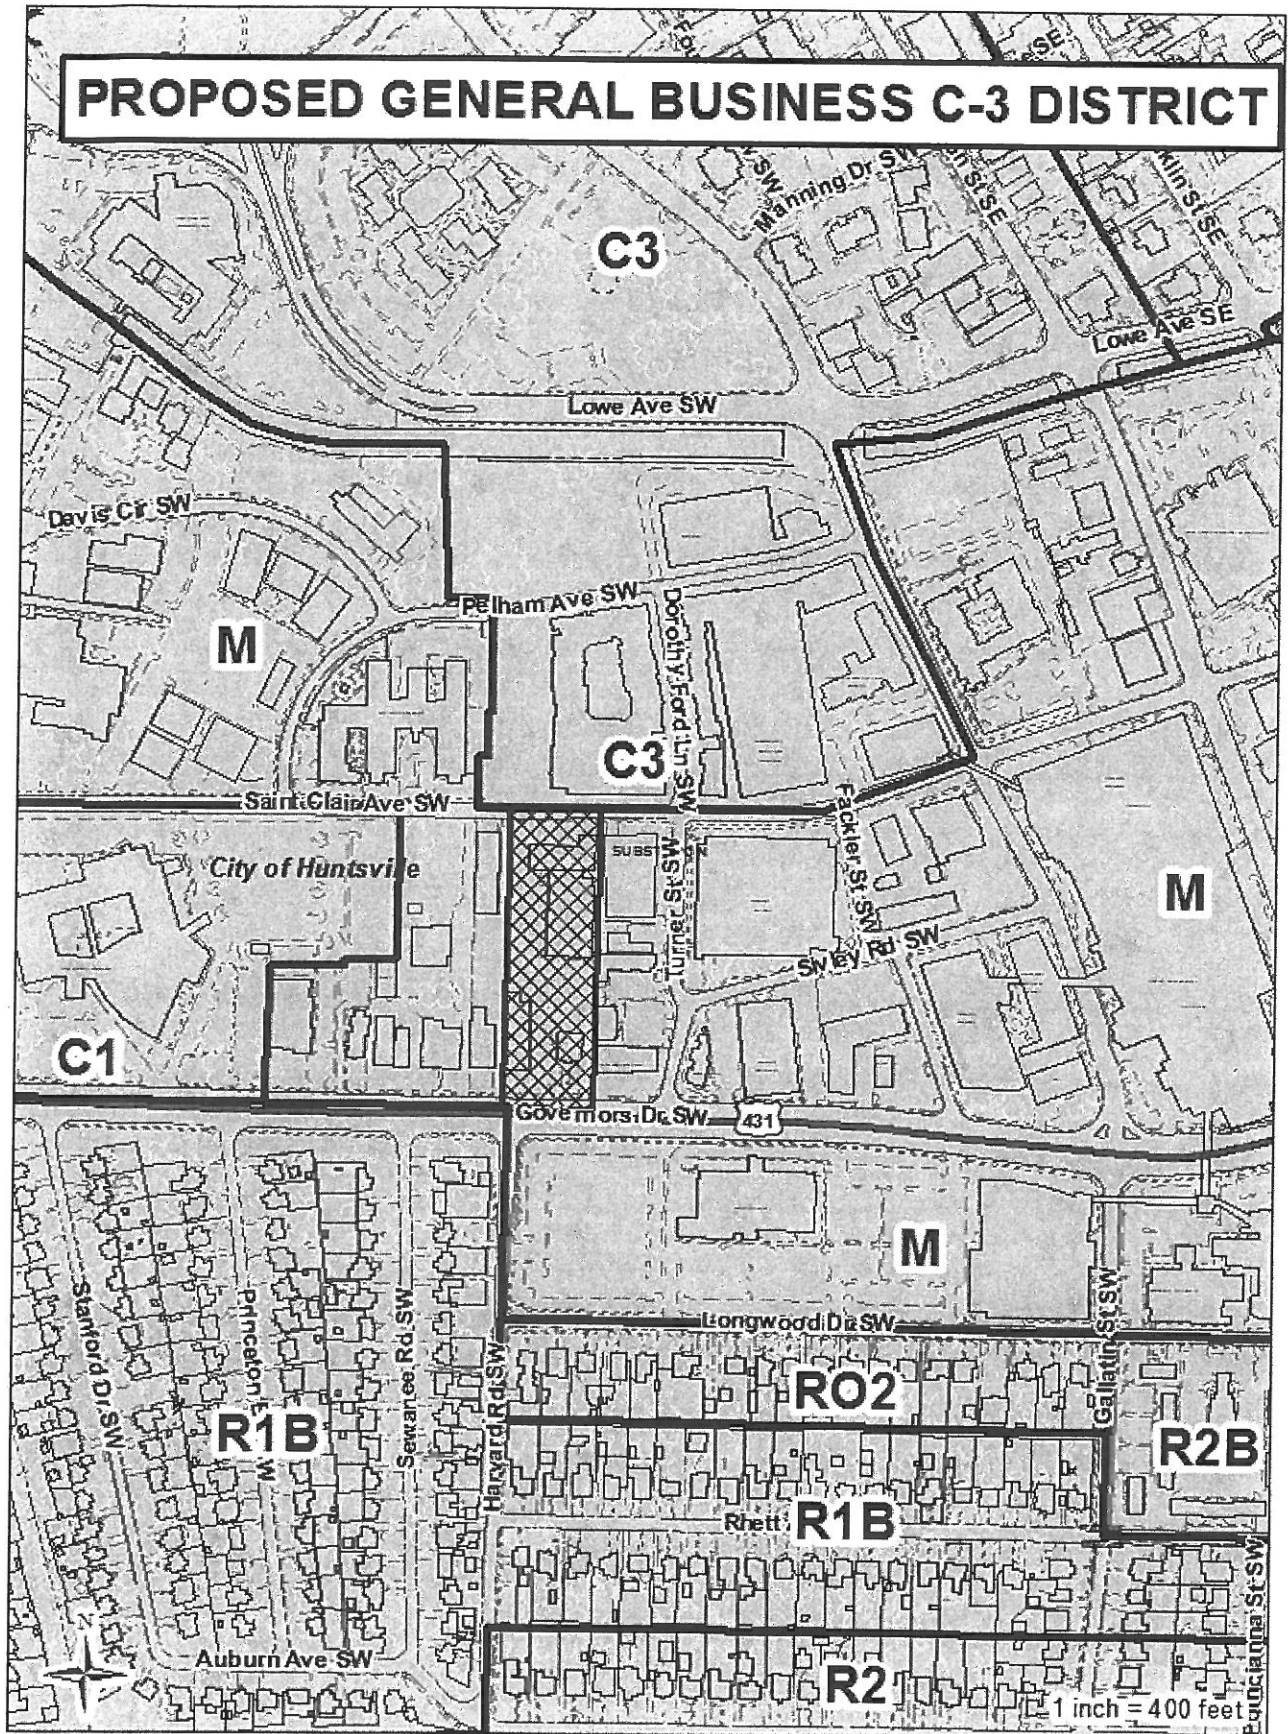 PROPOSED GENERAL BUSINESS C-3 DISTRICT
Manning Dr SW
C3
Lowe Ave SE
Lowe Ave SW
Davis Cir SW
Pelham Ave SW
Dorothy Ford Ln SW
M
C3
Saint Clair Ave SW
City of Huntsville
SUBSTATION
Turner St SW
Fackler St SW
M
Sivley Rd SW
C1
Governors Dr SW
431
M
Longwood Dr SW
Stanford Dr SW
Princeton
Sewanee Rd SW
Harvard Rd SW
Gallatin St SW
RO2
R1B
R2B
Rhett
R1B
Auburn Ave SW
R2
1 inch = 400 feet